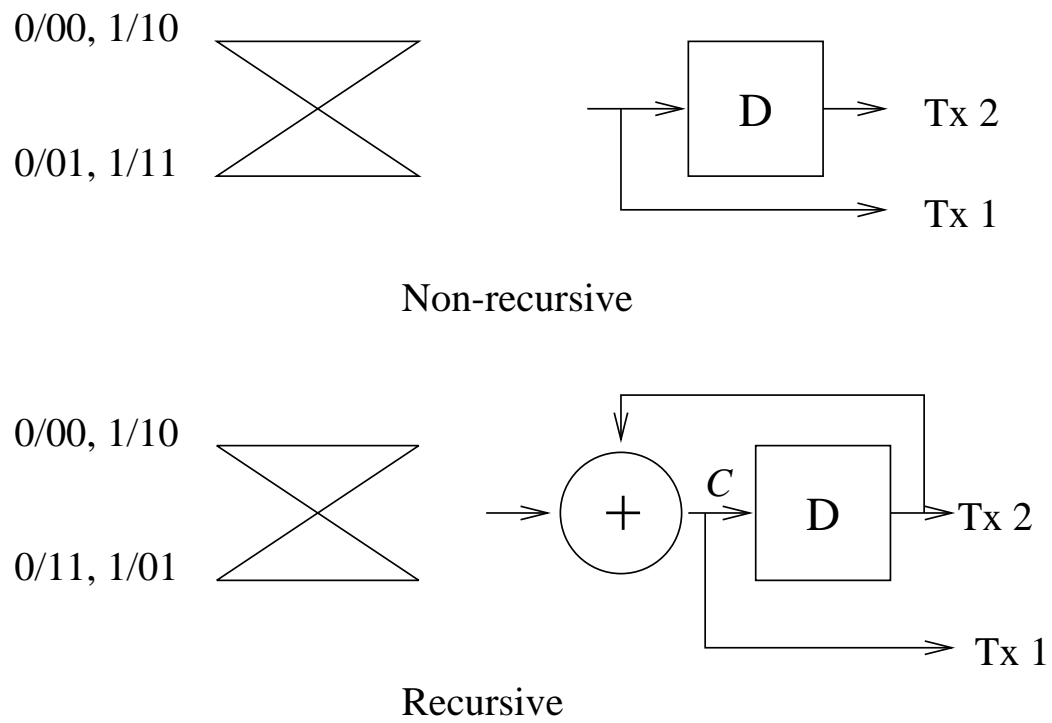 0/00, 1/10
D
Tx 2
0/01, 1/11
Tx 1
Non-recursive
0/00, 1/10
C
+
D
Tx 2
0/11, 1/01
Tx 1
Recursive